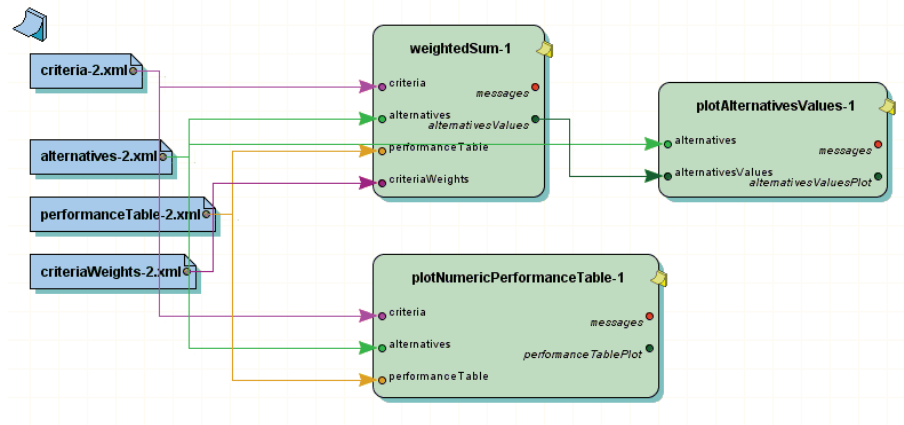 criteria-2.xml
alternatives-2.xml
performanceTable-2.xml
criteriaWeights-2.xml
weightedSum-1
criteria
messages
alternatives
alternativesValues
performanceTable
criteriaWeights
plotAlternativesValues-1
alternatives
messages
alternativesValues
alternativesValuesPlot
plotNumericPerformanceTable-1
criteria
messages
alternatives
performanceTablePlot
performanceTable